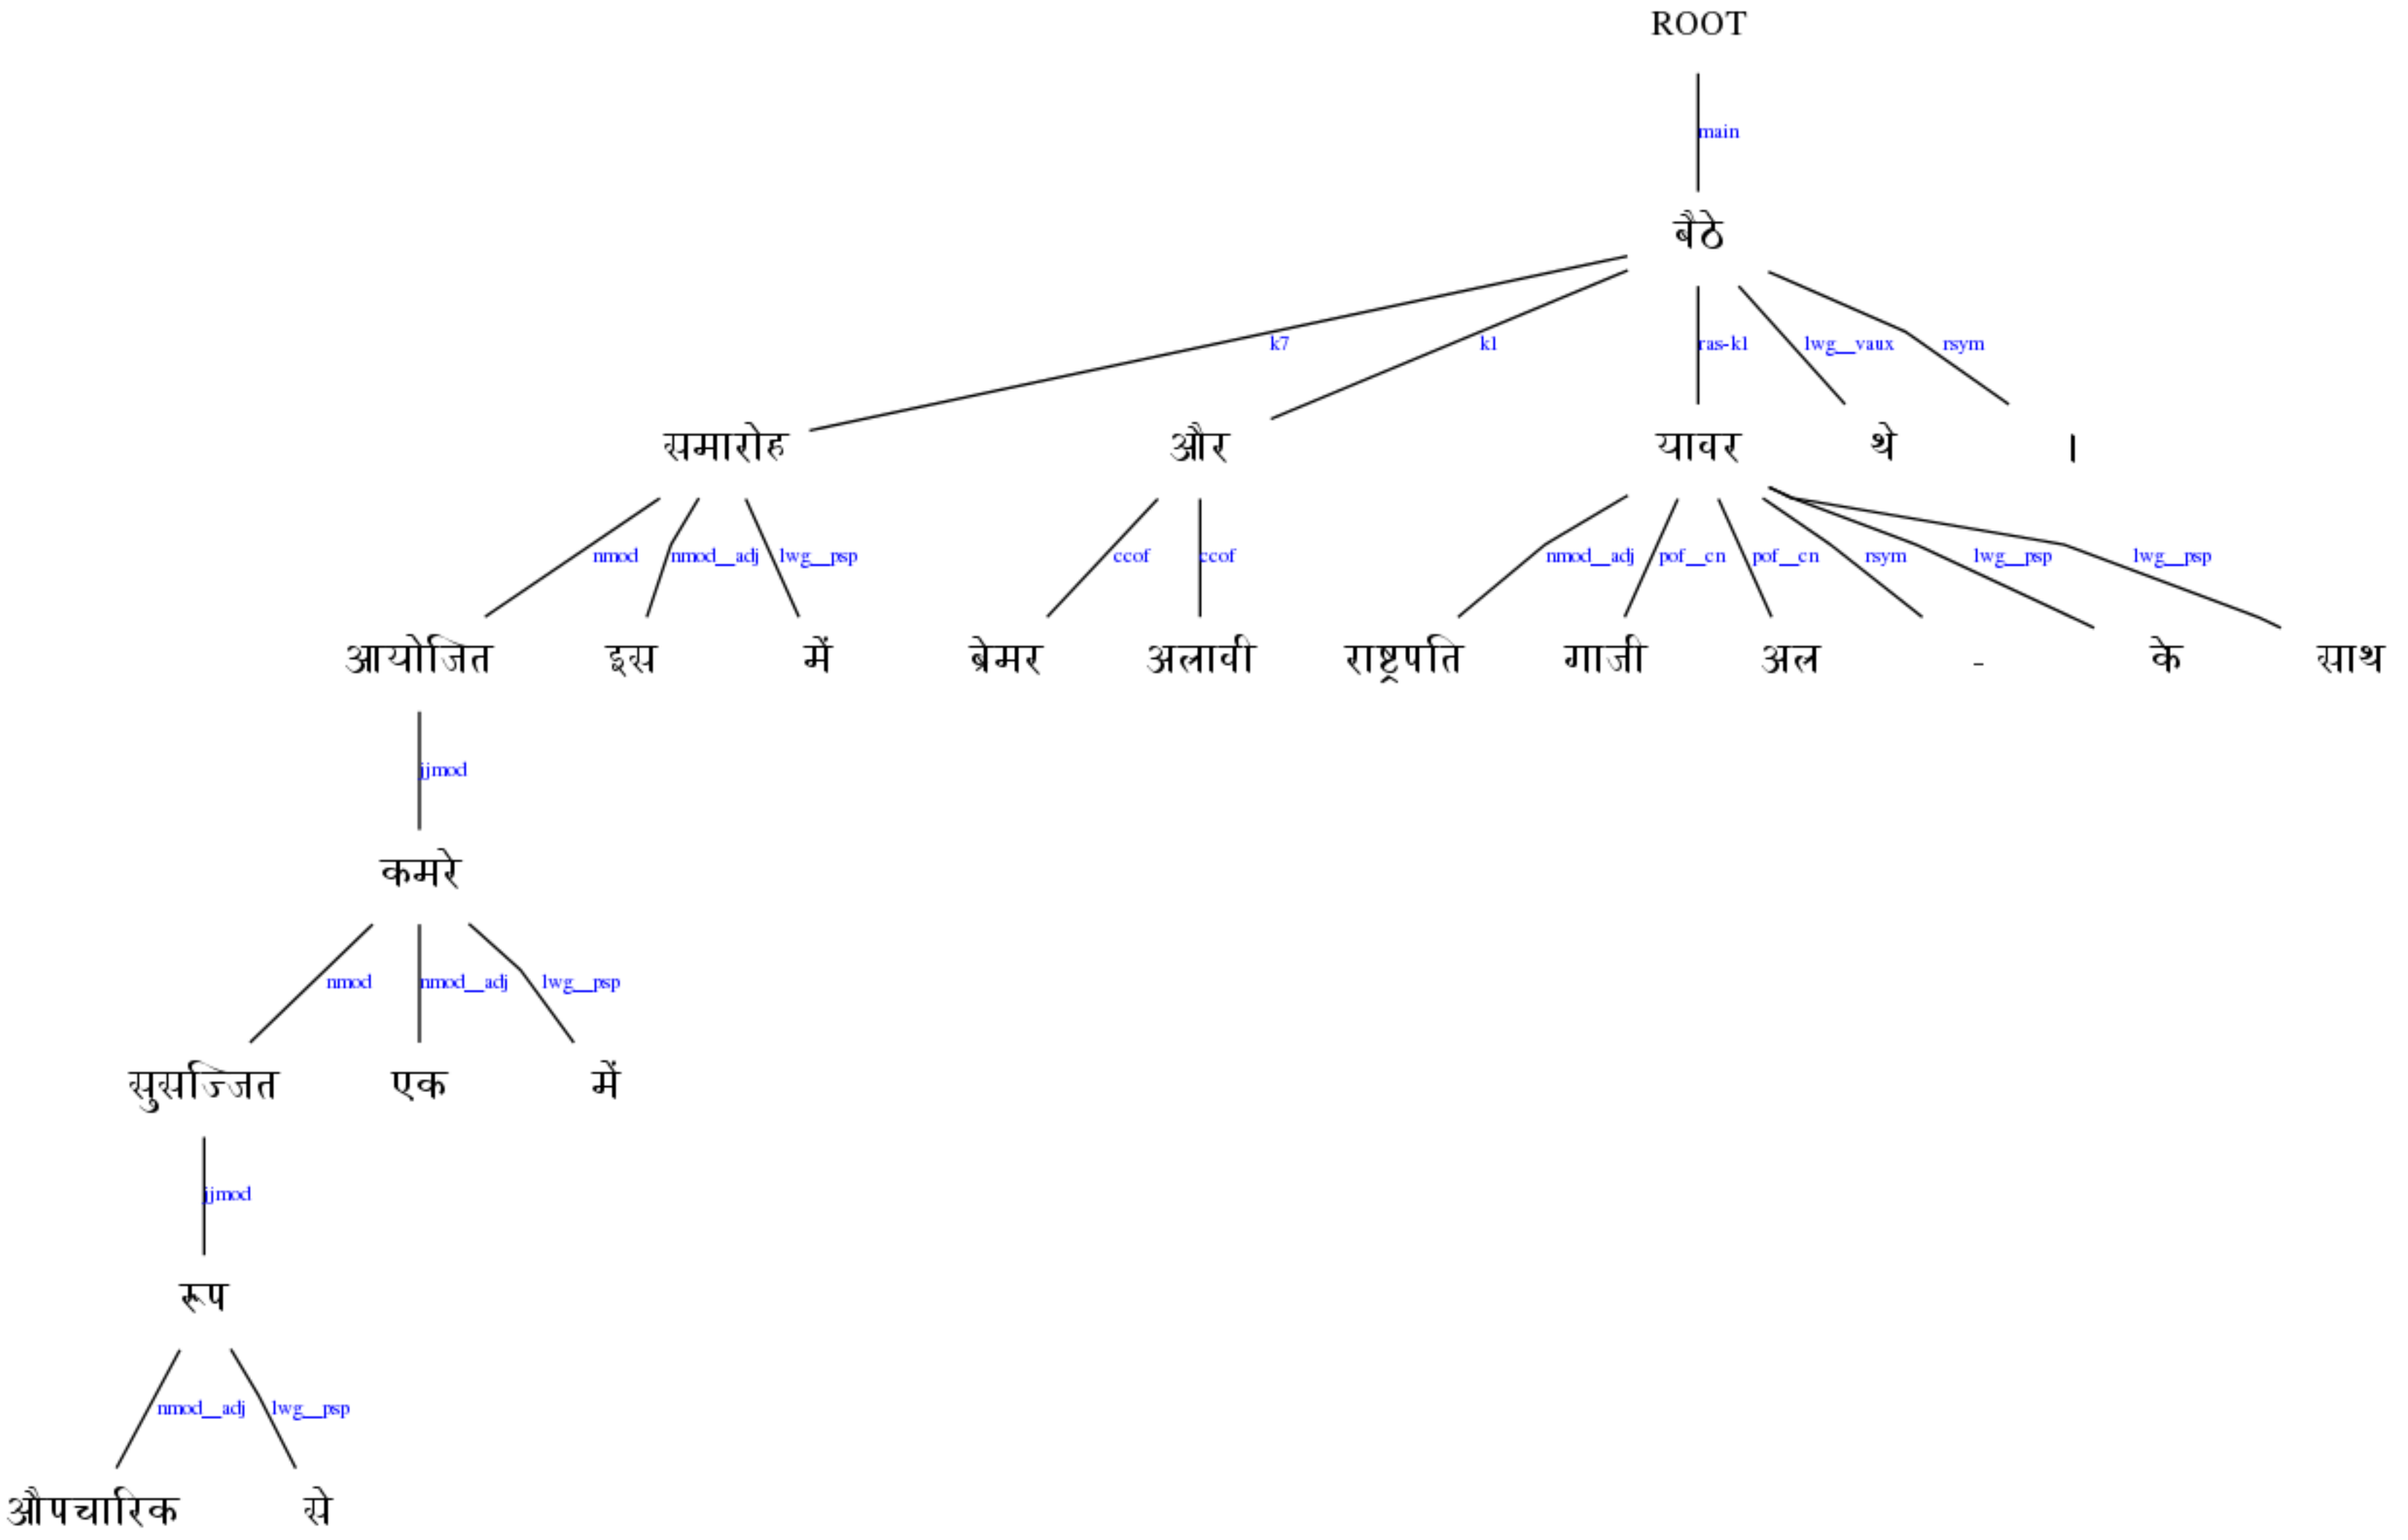 ROOT
main
बैठे
k7 k1 ras-k1 lwg__vaux rsym
समारोह और यावर थे ।
nmod nmod__adj lwg__psp ccof ccof nmod__adj pof__cn pof__cn rsym lwg__psp lwg__psp
आयोजित इस में ब्रेमर अलावी राष्ट्रपति गाजी अल - के साथ
jjmod
कमरे
nmod nmod__adj lwg__psp
सुसज्जित एक में
jjmod
रूप
nmod__adj lwg__psp
औपचारिक से